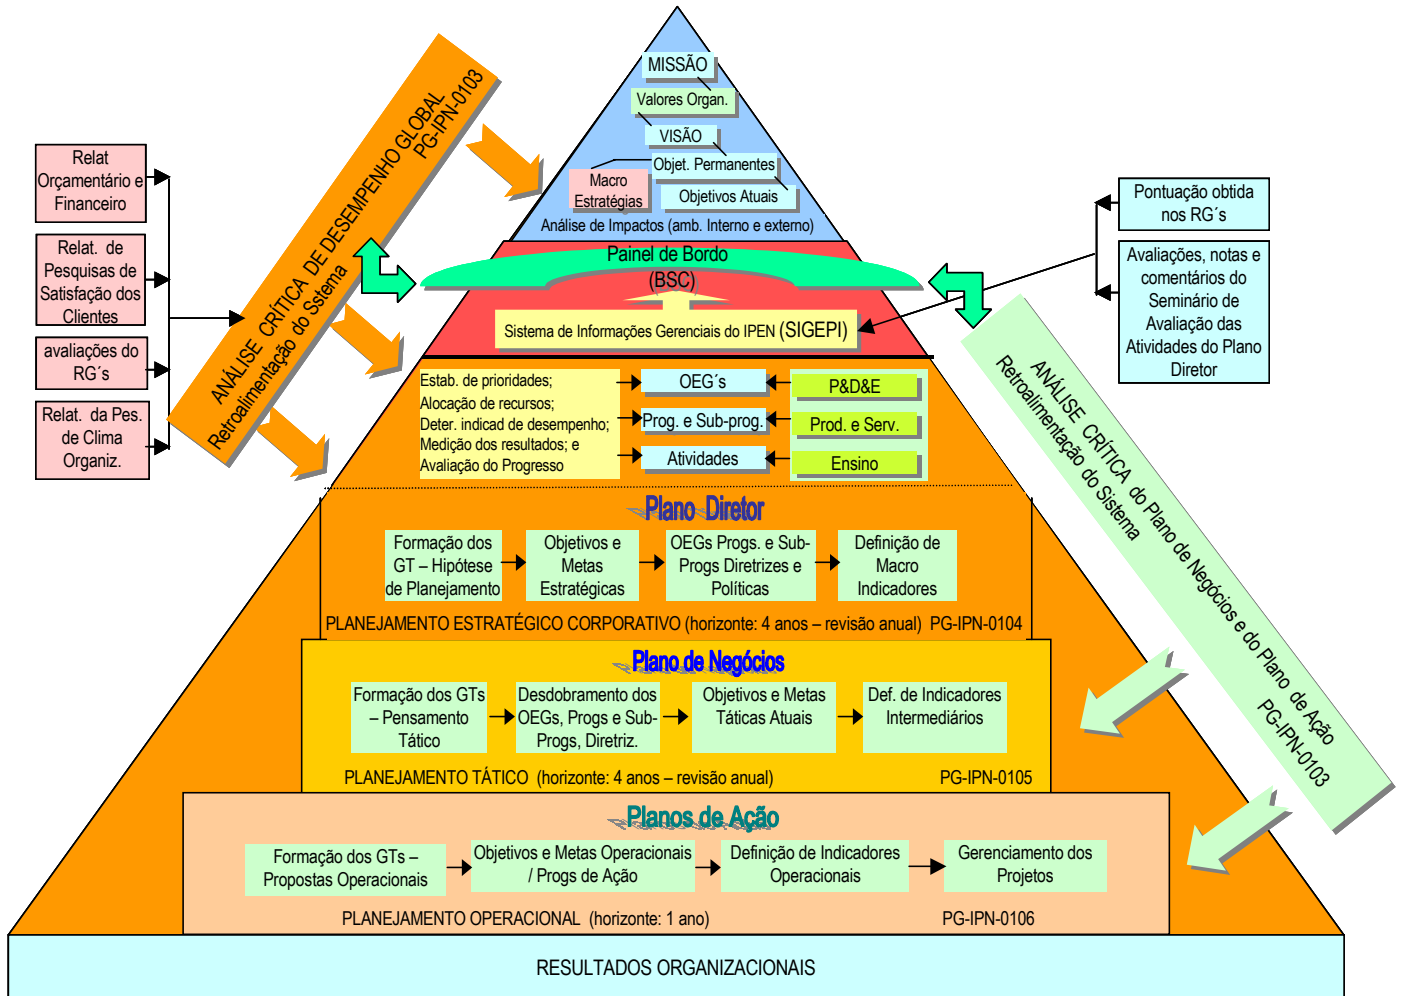 MISSÃO
Valores Organ.
VISÃO
Objet. Permanentes
Macro
Estratégias
Objetivos Atuais
Análise de Impactos (amb. Interno e externo)
Painel de Bordo
(BSC)
Sistema de Informações Gerenciais do IPEN (SIGEPI)
ANÁLISE CRÍTICA DE DESEMPENHO GLOBAL
PG-IPN-0103
Retroalimentação do Sistema
Relat
Orçamentário e
Financeiro
Relat. de
Pesquisas de
Satisfação dos
Clientes
avaliações do
RG´s
Relat. da Pes.
de Clima
Organiz.
Pontuação obtida
nos RG´s
Avaliações, notas e
comentários do
Seminário de
Avaliação das
Atividades do Plano
Diretor
ANÁLISE CRÍTICA do Plano de Negócios e do Plano de Ação
Retroalimentação do Sistema
PG-IPN-0103
Estab. de prioridades;
Alocação de recursos;
Deter. indicad de desempenho;
Medição dos resultados; e
Avaliação do Progresso
OEG´s
Prog. e Sub-prog.
Atividades
P&D&E
Prod. e Serv.
Ensino
Plano Diretor
Formação dos
GT – Hipótese
de Planejamento
Objetivos e
Metas
Estratégicas
OEGs Progs. e Sub-
Progs Diretrizes e
Políticas
Definição de
Macro
Indicadores
PLANEJAMENTO ESTRATÉGICO CORPORATIVO (horizonte: 4 anos – revisão anual) PG-IPN-0104
Plano de Negócios
Formação dos GTs
– Pensamento
Tático
Desdobramento dos
OEGs, Progs e Sub-
Progs, Diretriz.
Objetivos e Metas
Táticas Atuais
Def. de Indicadores
Intermediários
PLANEJAMENTO TÁTICO (horizonte: 4 anos – revisão anual) PG-IPN-0105
Planos de Ação
Formação dos GTs –
Propostas Operacionais
Objetivos e Metas Operacionais
/ Progs de Ação
Definição de Indicadores
Operacionais
Gerenciamento dos
Projetos
PLANEJAMENTO OPERACIONAL (horizonte: 1 ano) PG-IPN-0106
RESULTADOS ORGANIZACIONAIS